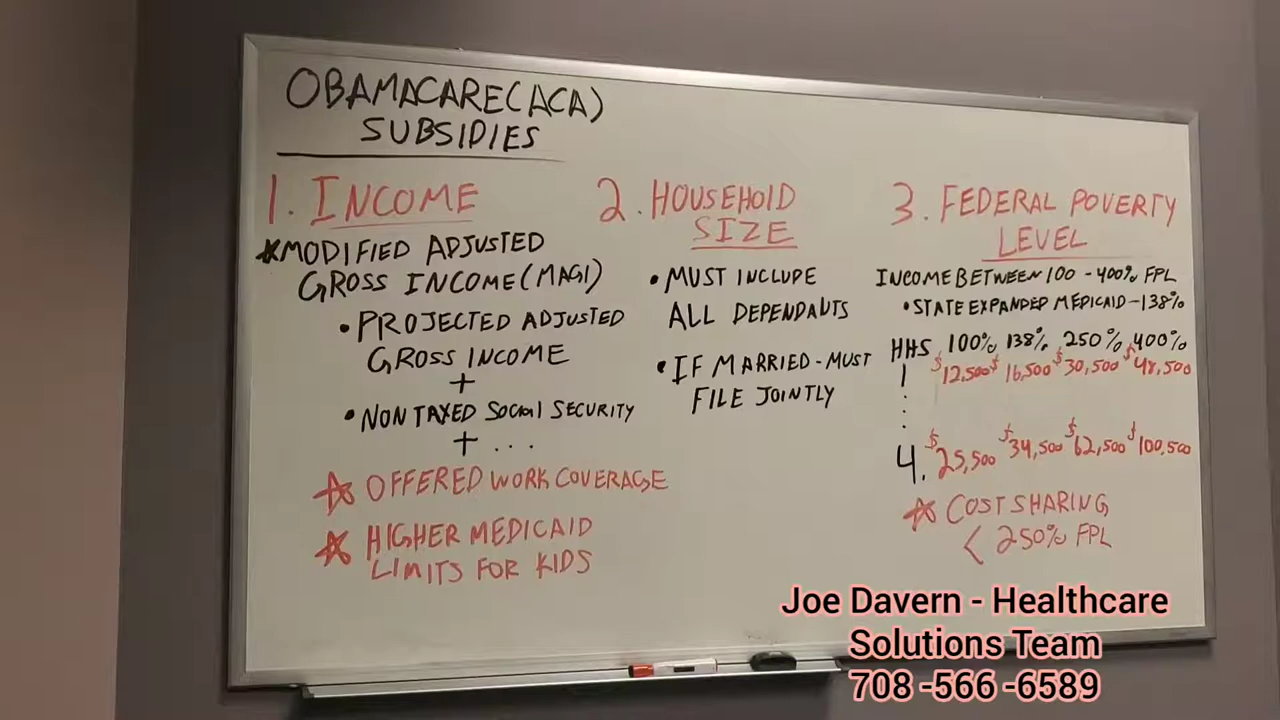 OBAMACARE(ACA)
SUBSIDIES
1. INCOME
*MODIFIED ADJUSTED
GROSS INCOME(MAGI)
• PROJECTED ADJUSTED
GROSS INCOME
+
• NON TAXED SOCIAL SECURITY
+ ...
☆ OFFERED WORK COVERAGE
☆ HIGHER MEDICAID
LIMITS FOR KIDS
2. HOUSEHOLD
SIZE
• MUST INCLUDE
ALL DEPENDANTS
• IF MARRIED - MUST
FILE JOINTLY
3. FEDERAL POVERTY
LEVEL
INCOME BETWEEN 100 - 400% FPL
• STATE EXPANDED MEDICAID - 138%
HHS 100% 138% 250% 400%
1 $12,500 $16,500 $30,500 $48,500
4. $25,500 $34,500 $62,500 $100,500
☆ COST SHARING
< 250% FPL
Joe Davern - Healthcare
Solutions Team
708 -566 -6589